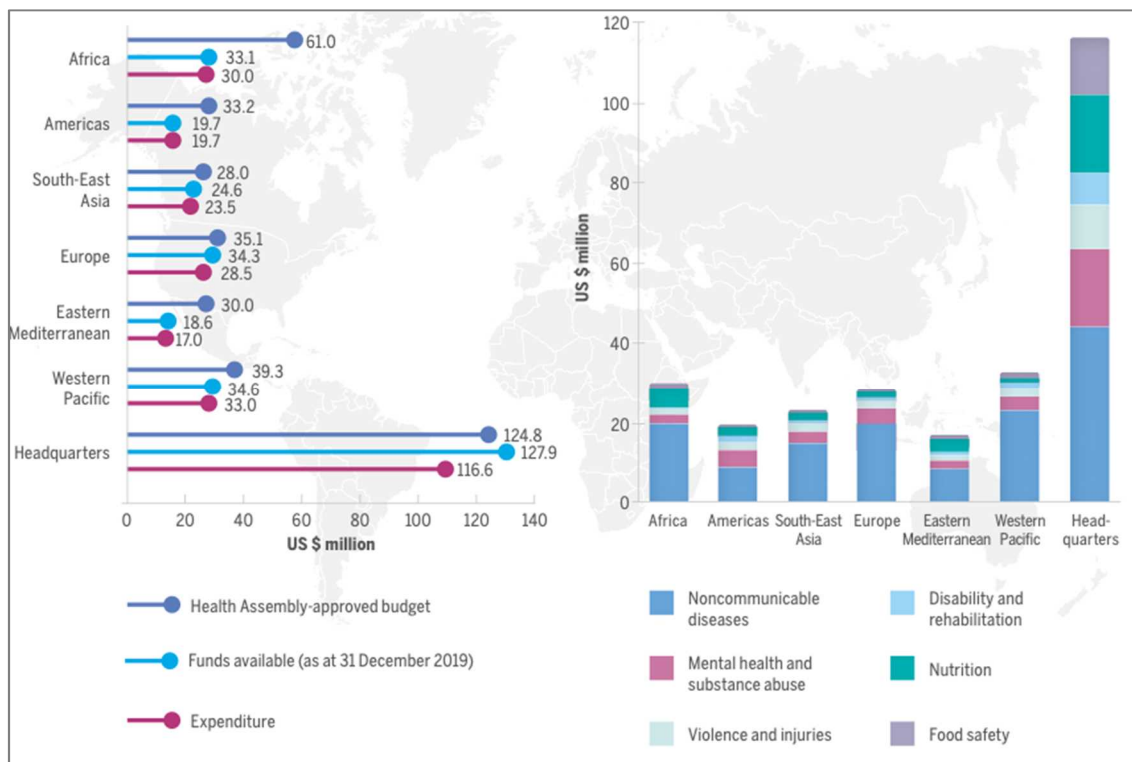 Africa
61.0
33.1
30.0
Americas
33.2
19.7
19.7
South-East
Asia
28.0
24.6
23.5
Europe
35.1
34.3
28.5
Eastern
Mediterranean
30.0
18.6
17.0
Western
Pacific
39.3
34.6
33.0
Headquarters
124.8
127.9
116.6
0 20 40 60 80 100 120 140
US $ million
Health Assembly-approved budget
Funds available (as at 31 December 2019)
Expenditure
120
100
80
60
40
20
0
US $ million
Africa
Americas
South-East
Asia
Europe
Eastern
Mediterranean
Western
Pacific
Head-
quarters
Noncommunicable
diseases
Mental health and
substance abuse
Violence and injuries
Disability and
rehabilitation
Nutrition
Food safety